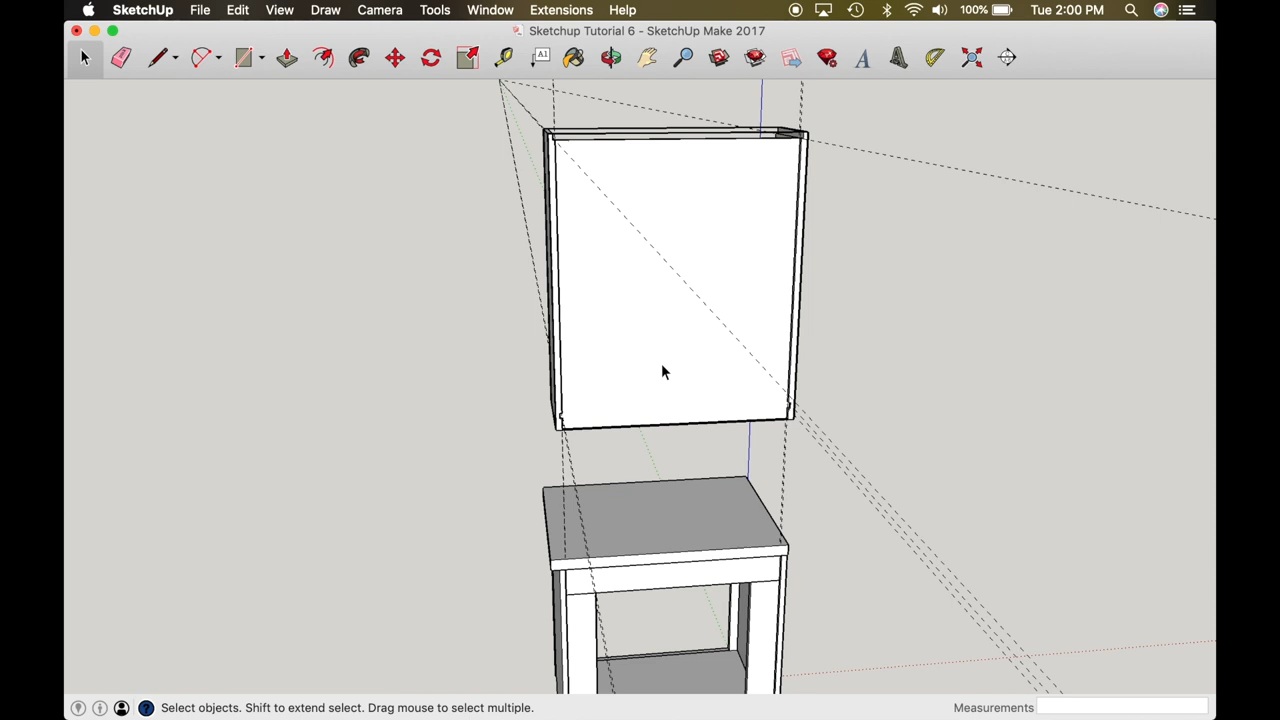 SketchUp File Edit View Draw Camera Tools Window Extensions Help 100% Tue 2:00 PM
Sketchup Tutorial 6 - SketchUp Make 2017
A1
A
Select objects. Shift to extend select. Drag mouse to select multiple. Measurements